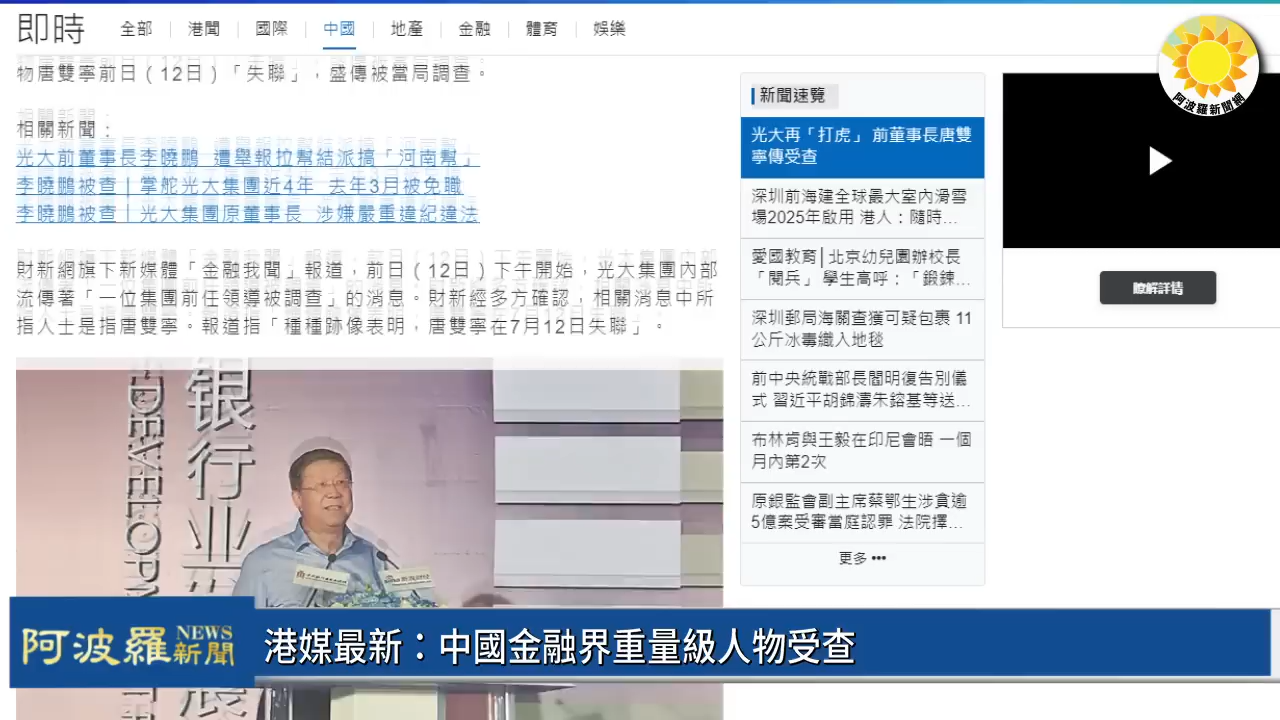 即時
全部
港聞
國際
中國
地產
金融
體育
娛樂
阿波羅新聞網
物唐雙寧前日（12日）「失聯」，盛傳被當局調查。
相關新聞：
光大前董事長李曉鵬 遭舉報拉幫結派搞「河南幫」
李曉鵬被查｜掌舵光大集團近4年 去年3月被免職
李曉鵬被查｜光大集團原董事長 涉嫌嚴重違紀違法
財新網旗下新媒體「金融我聞」報道，前日（12日）下午開始，光大集團內部
流傳著「一位集團前任領導被調查」的消息。財新經多方確認，相關消息中所
指人士是指唐雙寧。報道指「種種跡像表明，唐雙寧在7月12日失聯」。
新聞速覽
光大再「打虎」 前董事長唐雙
寧傳受查
深圳前海建全球最大室內滑雪
場2025年啟用 港人：隨時...
愛國教育│北京幼兒園辦校長
「閱兵」 學生高呼：「鍛鍊...
深圳郵局海關查獲可疑包裹 11
公斤冰毒織入地毯
前中央統戰部長閻明復告別儀
式 習近平胡錦濤朱鎔基等送...
布林肯與王毅在印尼會晤 一個
月內第2次
原銀監會副主席蔡鄂生涉貪逾
5億案受審當庭認罪 法院擇...
更多 •••
瞭解詳情
银行业
DEVELOPM
展
阿波羅 NEWS 新聞
港媒最新：中國金融界重量級人物受查